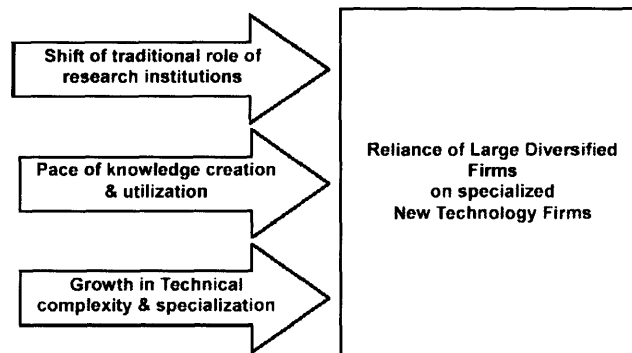 Shift of traditional role of
research institutions
Pace of knowledge creation
& utilization
Growth in Technical
complexity & specialization
Reliance of Large Diversified
Firms
on specialized
New Technology Firms